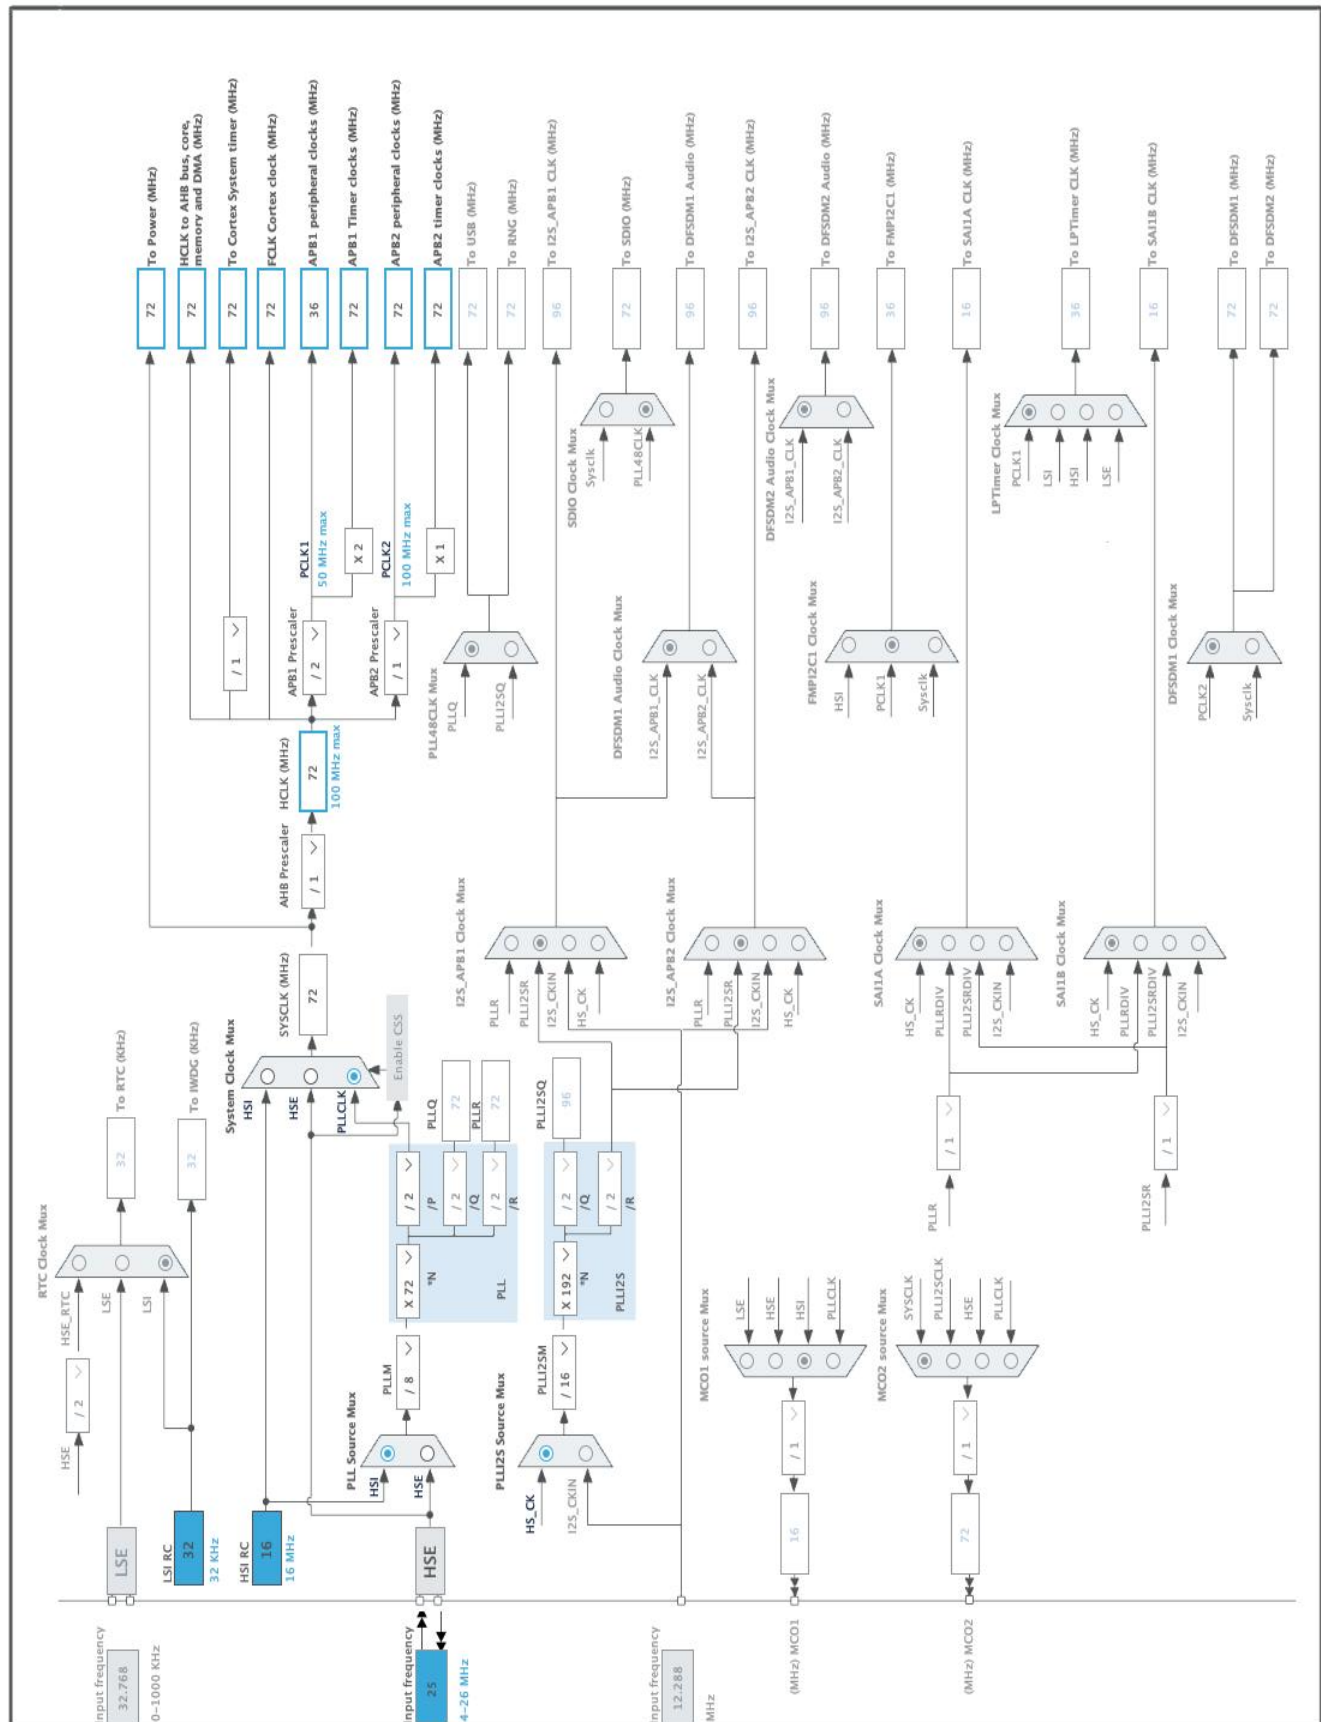 RTC Clock Mux
HSE
/ 2
HSE_RTC
LSE
LSI
32
To RTC (KHz)
32
To IWDG (KHz)
Input frequency
32.768
0-1000 KHz
LSE
LSI RC
32
32 KHz
HSI RC
16
16 MHz
System Clock Mux
HSI
HSE
PLLCLK
Enable CSS
SYSCLK (MHz)
72
AHB Prescaler
/ 1
HCLK (MHz)
72
100 MHz max
/ 1
APB1 Prescaler
/ 2
PCLK1
50 MHz max
X 2
APB2 Prescaler
/ 1
PCLK2
100 MHz max
X 1
72
To Power (MHz)
72
HCLK to AHB bus, core,
memory and DMA (MHz)
72
To Cortex System timer (MHz)
72
FCLK Cortex clock (MHz)
36
APB1 peripheral clocks (MHz)
72
APB1 Timer clocks (MHz)
72
APB2 peripheral clocks (MHz)
72
APB2 timer clocks (MHz)
72
To USB (MHz)
72
To RNG (MHz)
96
To I2S_APB1 CLK (MHz)
72
To SDIO (MHz)
96
To DFSDM1 Audio (MHz)
96
To I2S_APB2 CLK (MHz)
96
To DFSDM2 Audio (MHz)
36
To FMPI2C1 (MHz)
16
To SAI1A CLK (MHz)
36
To LPTimer CLK (MHz)
16
To SAI1B CLK (MHz)
72
To DFSDM1 (MHz)
72
To DFSDM2 (MHz)
Input frequency
25
4-26 MHz
HSE
PLL Source Mux
HSI
HSE
PLLM
/ 8
X 72
*N
/ 2
/P
/ 2
/Q
/ 2
/R
PLL
PLLQ
72
PLLR
72
PLLI2S Source Mux
HS_CK
I2S_CKIN
PLLI2SM
/ 16
X 192
*N
/ 2
/Q
/ 2
/R
PLLI2S
PLLI2SQ
96
Input frequency
12.288
MHz
PLL48CLK Mux
PLLQ
PLLI2SQ
I2S_APB1 Clock Mux
PLLR
PLLI2SR
I2S_CKIN
HS_CK
SDIO Clock Mux
Sysclk
PLL48CLK
DFSDM1 Audio Clock Mux
I2S_APB1_CLK
I2S_APB2_CLK
I2S_APB2 Clock Mux
PLLR
PLLI2SR
I2S_CKIN
HS_CK
DFSDM2 Audio Clock Mux
I2S_APB1_CLK
I2S_APB2_CLK
FMPI2C1 Clock Mux
HSI
PCLK1
Sysclk
SAI1A Clock Mux
HS_CK
PLLRDIV
PLLI2SRDIV
I2S_CKIN
PLLR
/ 1
LPTimer Clock Mux
PCLK1
LSI
HSI
LSE
SAI1B Clock Mux
HS_CK
PLLRDIV
PLLI2SRDIV
I2S_CKIN
PLLI2SR
/ 1
DFSDM1 Clock Mux
PCLK2
Sysclk
MCO1 source Mux
LSE
HSE
HSI
PLLCLK
/ 1
16
(MHz) MCO1
MCO2 source Mux
SYSCLK
PLLI2SCLK
HSE
PLLCLK
/ 1
72
(MHz) MCO2